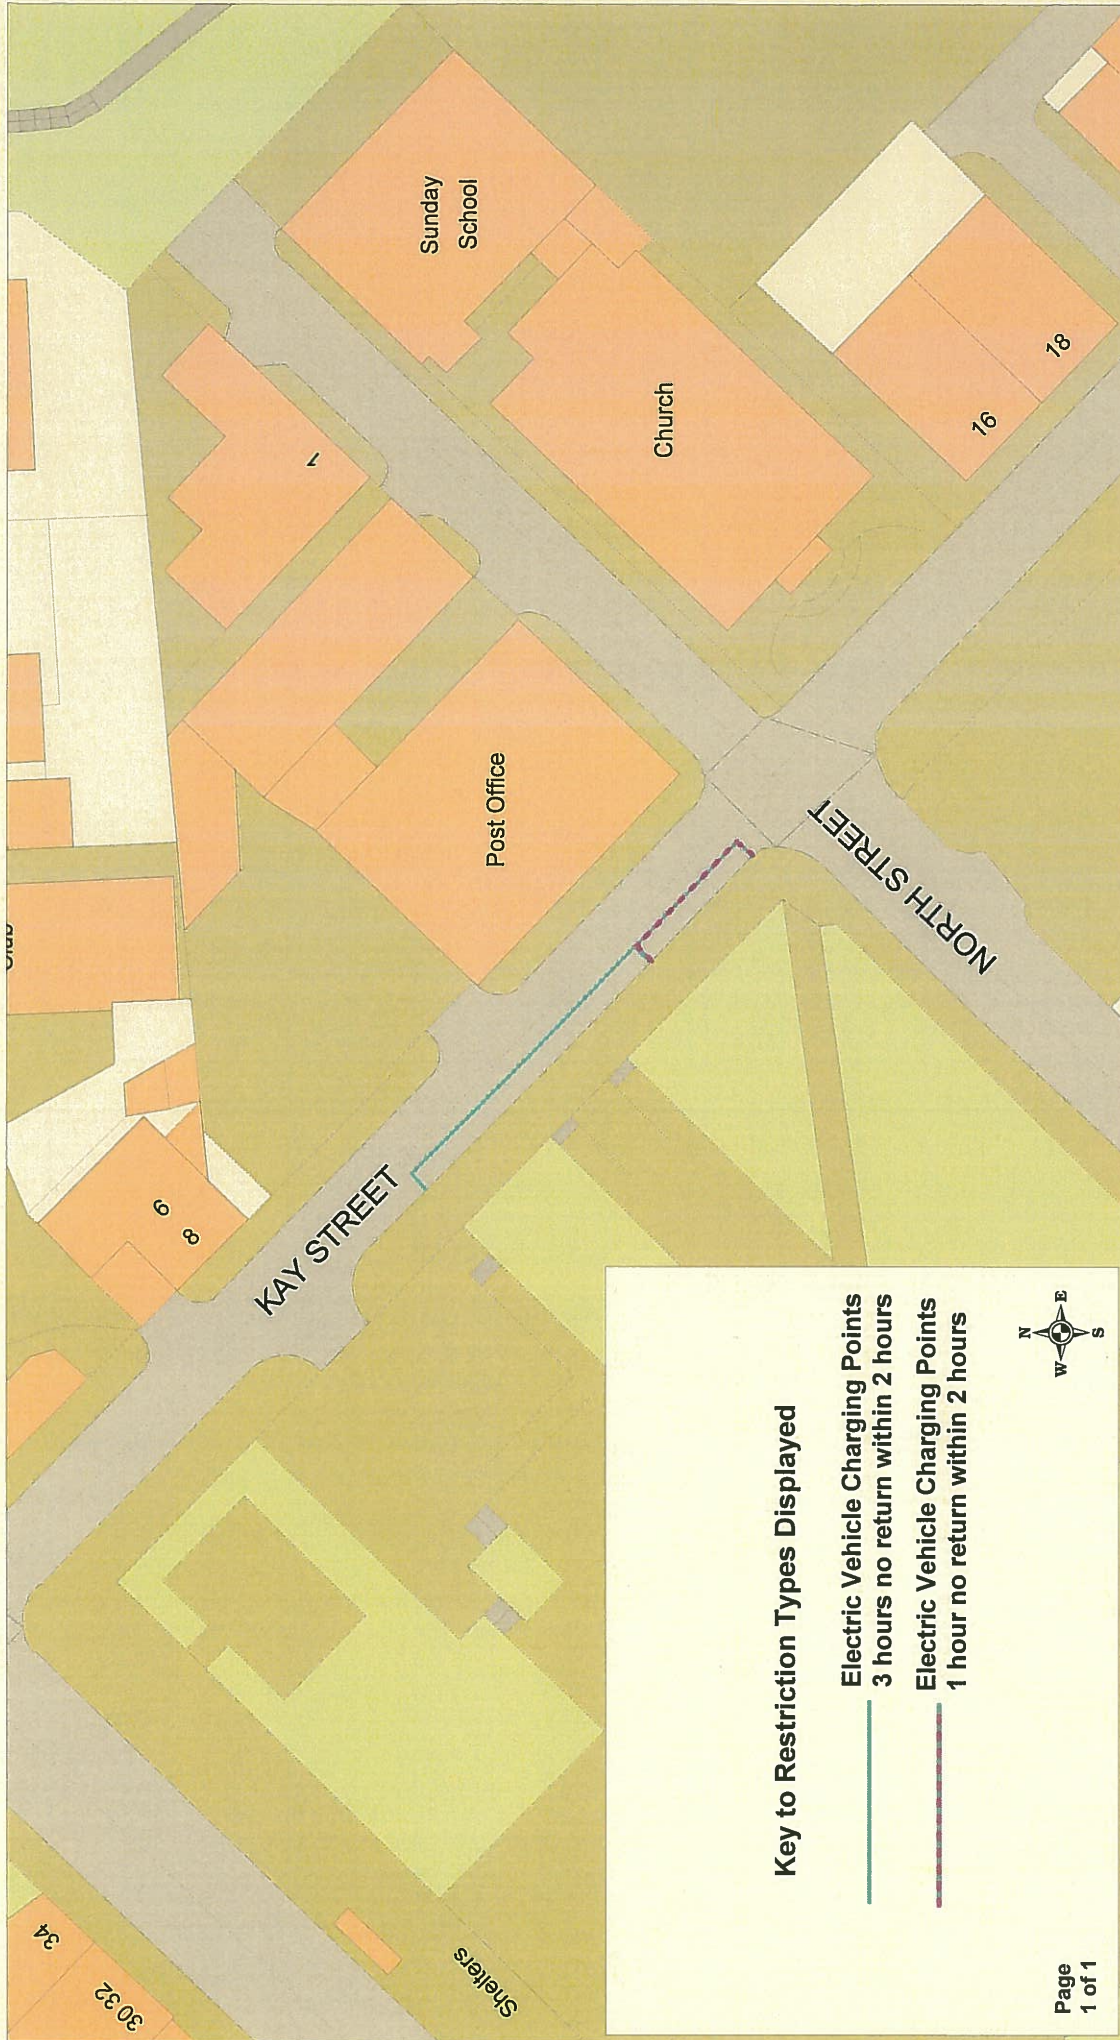 34
30 32
Shelters
6
8
KAY STREET
Post Office
1
Sunday
School
Church
NORTH STREET
16
18
Key to Restriction Types Displayed
Electric Vehicle Charging Points
3 hours no return within 2 hours
Electric Vehicle Charging Points
1 hour no return within 2 hours
N
W E
S
Page
1 of 1